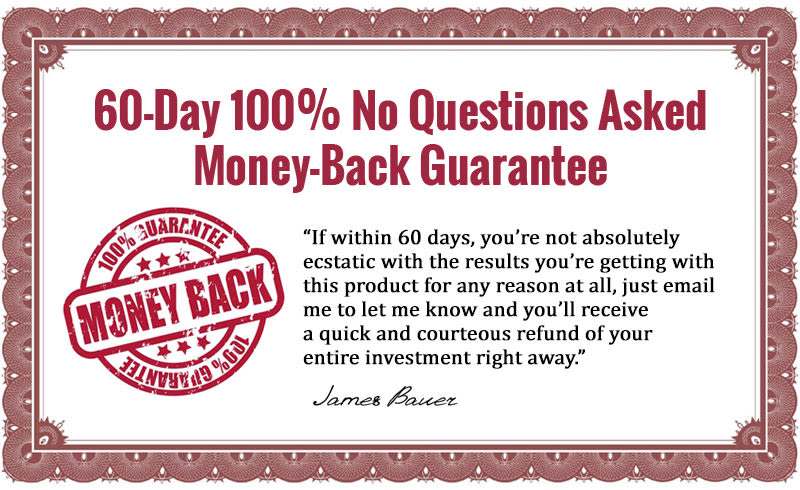 60-Day 100% No Questions Asked
Money-Back Guarantee
100% GUARANTEE
MONEY BACK
100% GUARANTEE
“If within 60 days, you’re not absolutely
ecstatic with the results you’re getting with
this product for any reason at all, just email
me to let me know and you’ll receive
a quick and courteous refund of your
entire investment right away.”
James Bauer